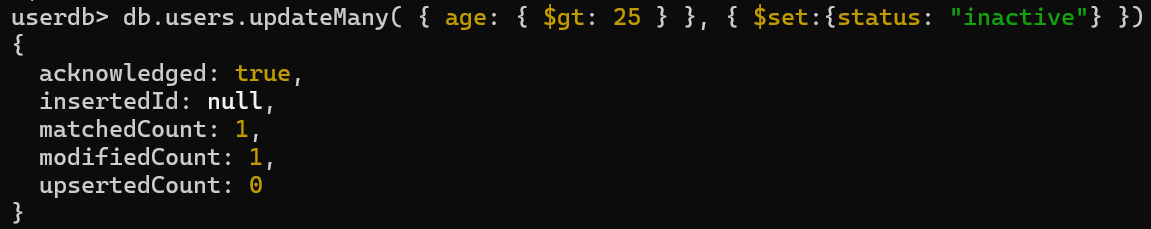 userdb> db.users.updateMany( { age: { $gt: 25 } }, { $set:{status: "inactive"} })
{
  acknowledged: true,
  insertedId: null,
  matchedCount: 1,
  modifiedCount: 1,
  upsertedCount: 0
}